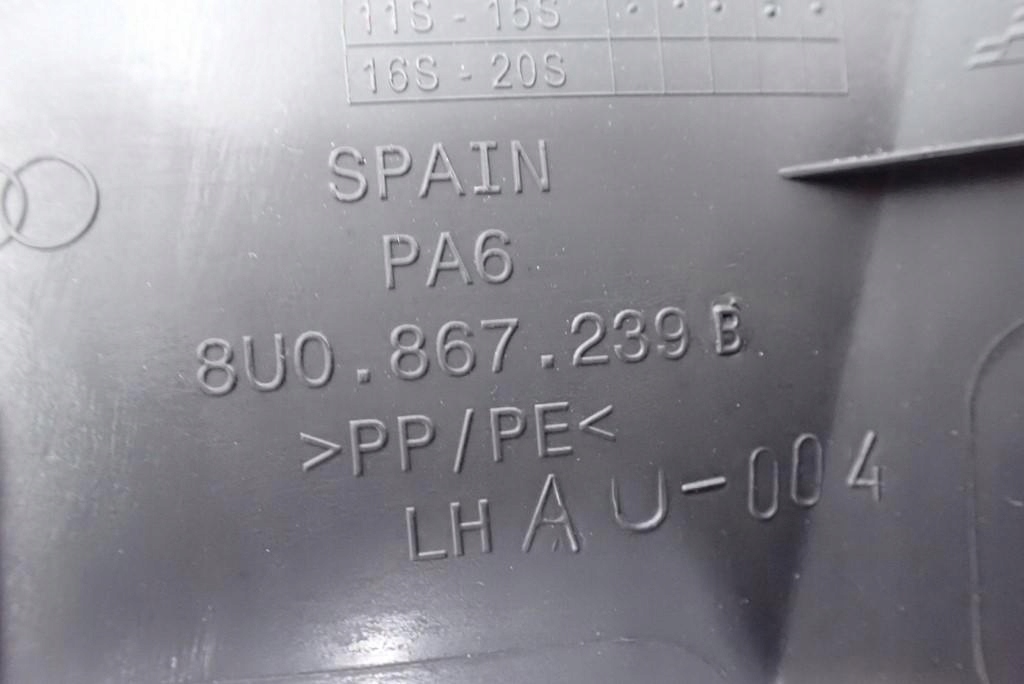 11S - 15S
16S - 20S
SPAIN
PA6
8U0.867.239 B
>PP/PE<
LH A U-004